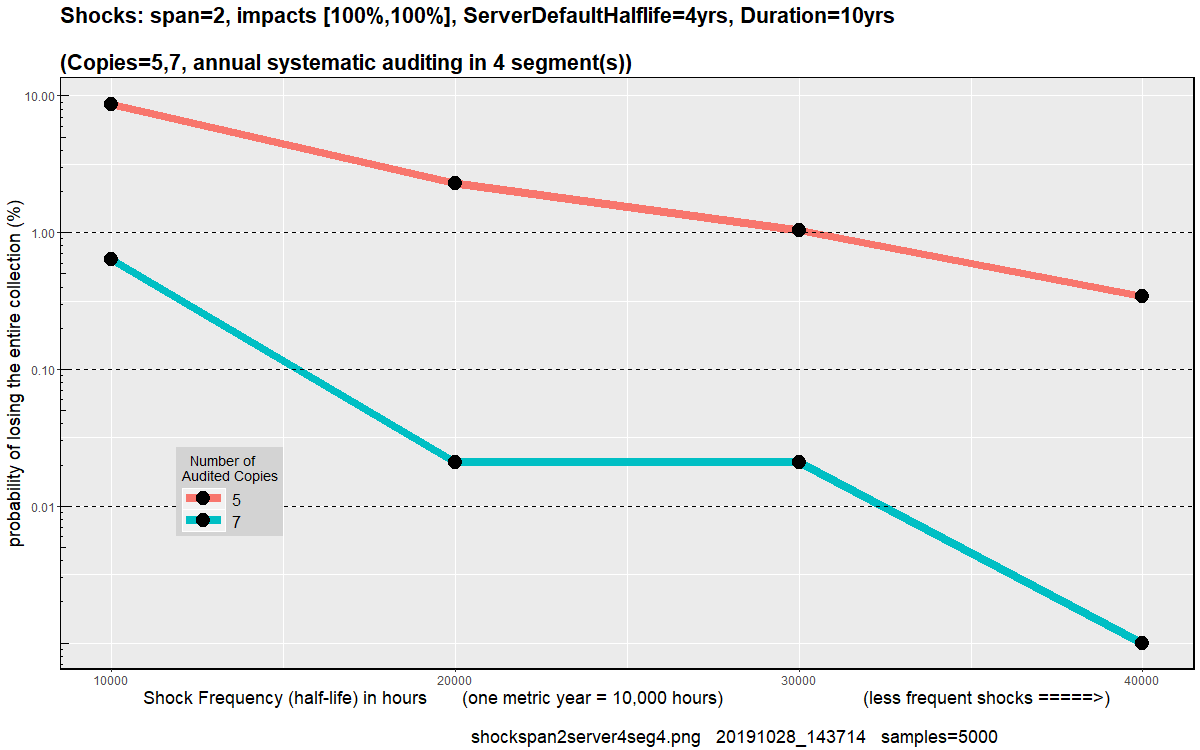 Shocks: span=2, impacts [100%,100%], ServerDefaultHalflife=4yrs, Duration=10yrs
(Copies=5,7, annual systematic auditing in 4 segment(s))
probability of losing the entire collection (%)
10.00
1.00
0.10
0.01
Number of
Audited Copies
5
7
10000 20000 30000 40000
Shock Frequency (half-life) in hours (one metric year = 10,000 hours) (less frequent shocks =====>)
shockspan2server4seg4.png 20191028_143714 samples=5000